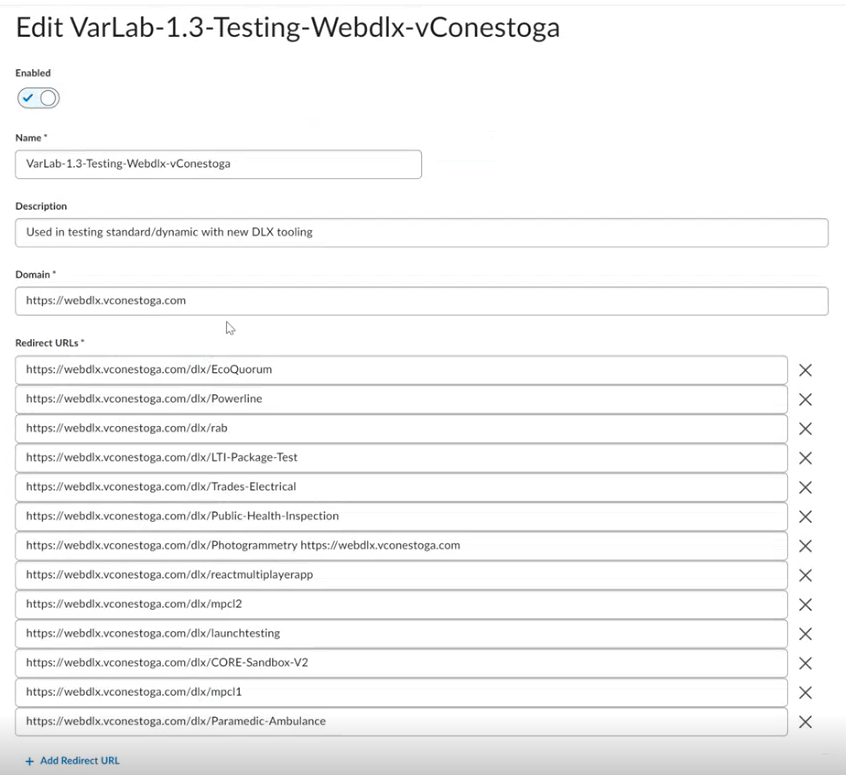 Edit VarLab-1.3-Testing-Webdlx-vConestoga
Enabled
Name *
VarLab-1.3-Testing-Webdlx-vConestoga
Description
Used in testing standard/dynamic with new DLX tooling
Domain *
https://webdlx.vconestoga.com
Redirect URLs *
https://webdlx.vconestoga.com/dlx/EcoQuorum
https://webdlx.vconestoga.com/dlx/Powerline
https://webdlx.vconestoga.com/dlx/rab
https://webdlx.vconestoga.com/dlx/LTI-Package-Test
https://webdlx.vconestoga.com/dlx/Trades-Electrical
https://webdlx.vconestoga.com/dlx/Public-Health-Inspection
https://webdlx.vconestoga.com/dlx/Photogrammetry https://webdlx.vconestoga.com
https://webdlx.vconestoga.com/dlx/reactmultiplayerapp
https://webdlx.vconestoga.com/dlx/mpcl2
https://webdlx.vconestoga.com/dlx/launchtesting
https://webdlx.vconestoga.com/dlx/CORE-Sandbox-V2
https://webdlx.vconestoga.com/dlx/mpcl1
https://webdlx.vconestoga.com/dlx/Paramedic-Ambulance
+ Add Redirect URL